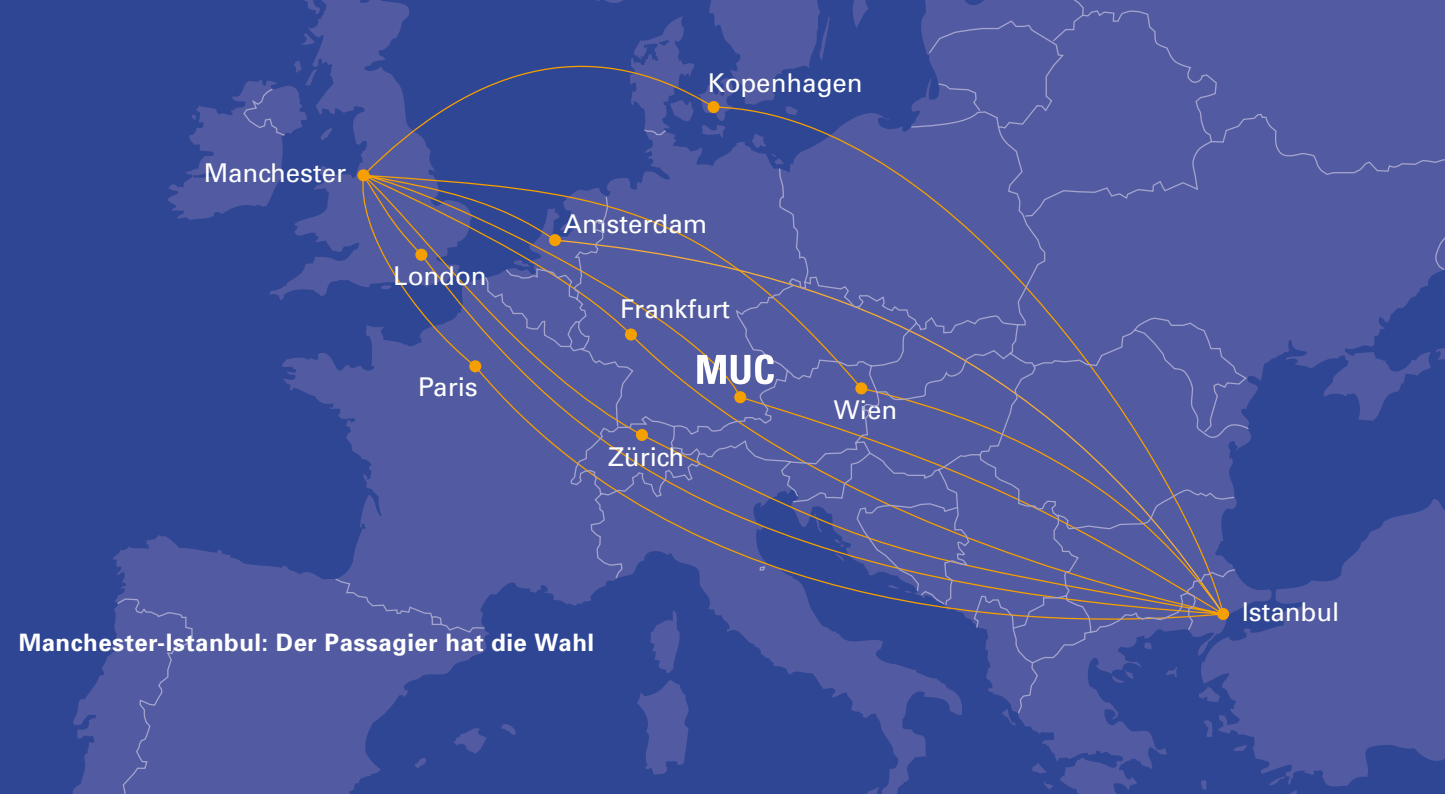 Kopenhagen
Manchester
Amsterdam
London
Frankfurt
MUC
Paris
Wien
Zürich
Istanbul
Manchester-Istanbul: Der Passagier hat die Wahl